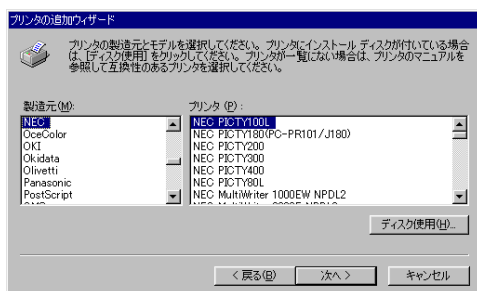 プリンタの追加ウィザード
プリンタの製造元とモデルを選択してください。プリンタにインストール ディスクが付いている場合
は、[ディスク使用] をクリックしてください。プリンタが一覧にない場合は、プリンタのマニュアルを
参照して互換性のあるプリンタを選択してください。
製造元(M):
プリンタ (P) :
NEC
OceColor
OKI
Okidata
Olivetti
Panasonic
PostScript
NEC PICTY100L
NEC PICTY180(PC-PR101/J180)
NEC PICTY200
NEC PICTY300
NEC PICTY400
NEC PICTY80L
NEC MultiWriter 1000EW NPDL2
ディスク使用(H)...
< 戻る(B)
次へ >
キャンセル